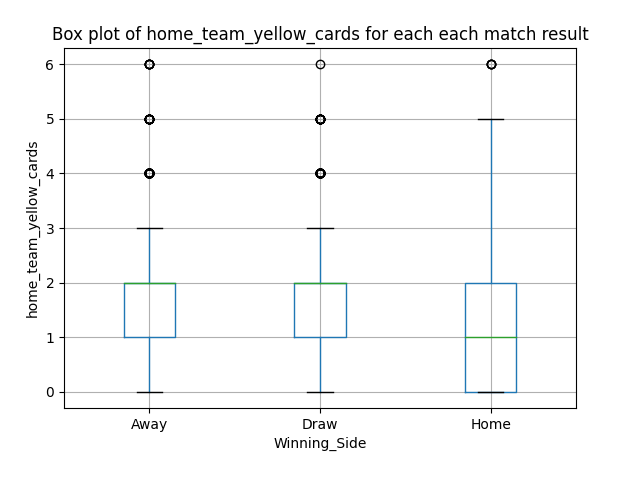 Box plot of home_team_yellow_cards for each each match result
home_team_yellow_cards
6
5
4
3
2
1
0
Away Draw Home
Winning_Side